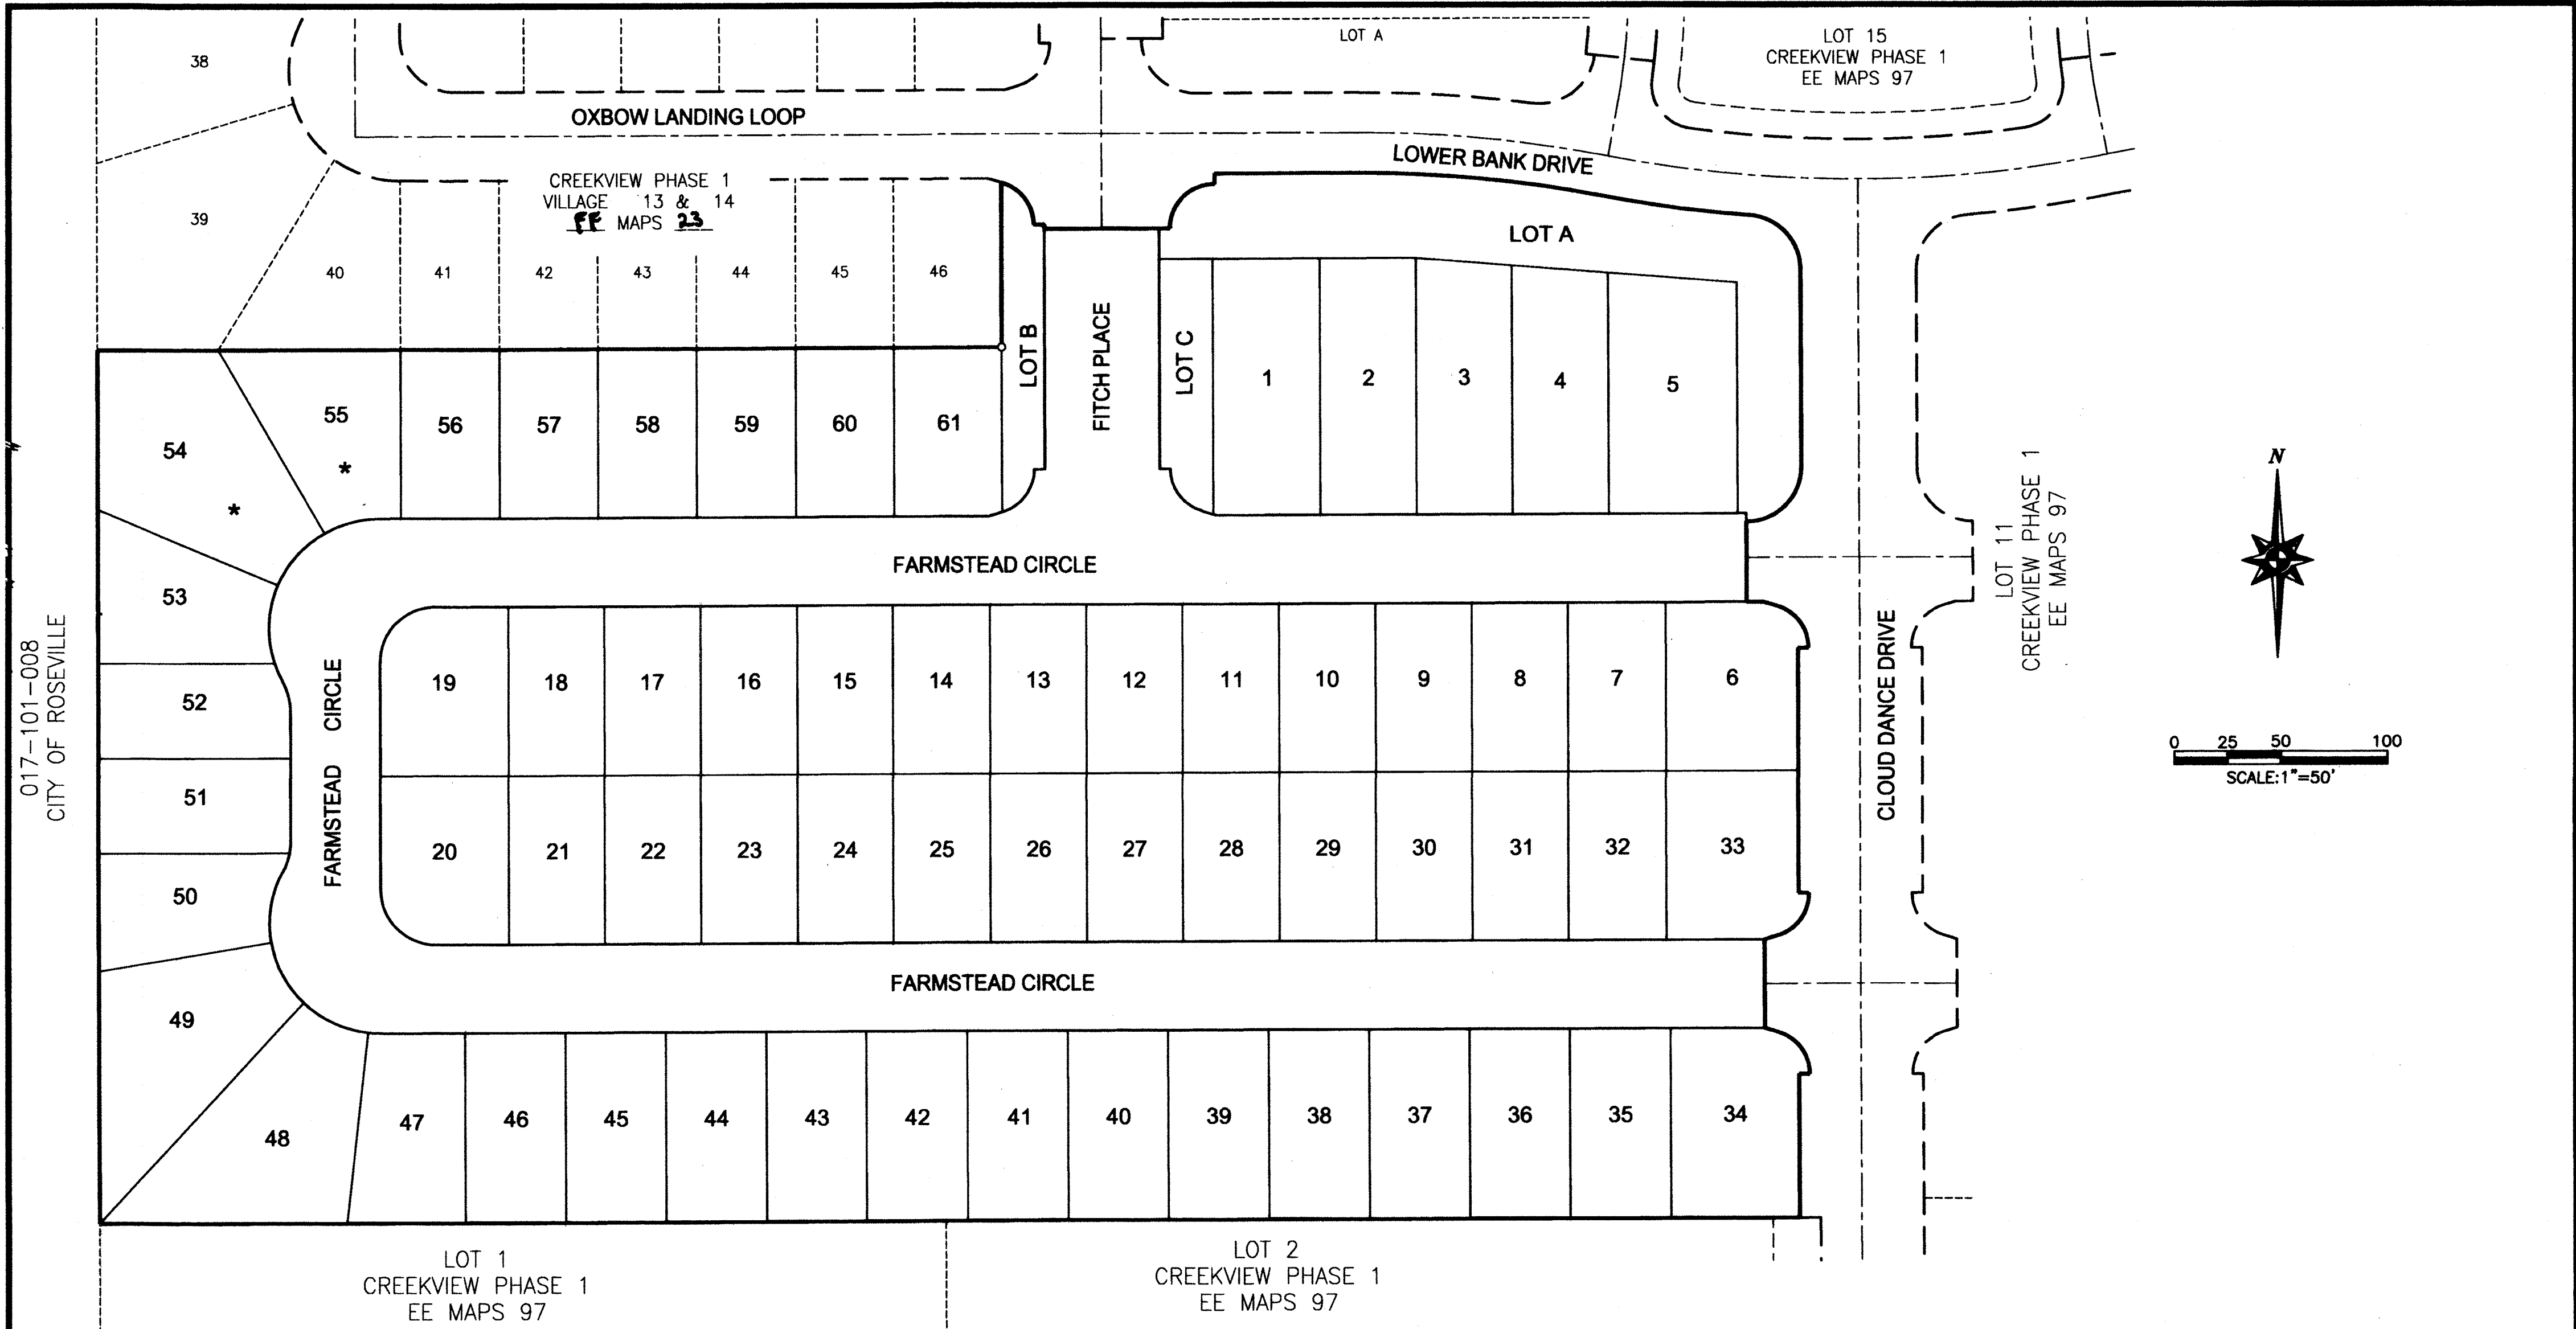 38
LOT A
LOT 15
CREEKVIEW PHASE 1
EE MAPS 97
OXBOW LANDING LOOP
LOWER BANK DRIVE
CREEKVIEW PHASE 1
VILLAGE 13 & 14
FF MAPS 23
39
40
41
42
43
44
45
46
LOT A
LOT B
FITCH PLACE
LOT C
1
2
3
4
5
54
*
55
*
56
57
58
59
60
61
LOT 11
CREEKVIEW PHASE 1
EE MAPS 97
N
FARMSTEAD CIRCLE
53
52
51
50
49
017-101-008
CITY OF ROSEVILLE
FARMSTEAD CIRCLE
19
18
17
16
15
14
13
12
11
10
9
8
7
6
CLOUD DANCE DRIVE
0 25 50 100
SCALE:1"=50'
20
21
22
23
24
25
26
27
28
29
30
31
32
33
FARMSTEAD CIRCLE
48
47
46
45
44
43
42
41
40
39
38
37
36
35
34
LOT 1
CREEKVIEW PHASE 1
EE MAPS 97
LOT 2
CREEKVIEW PHASE 1
EE MAPS 97